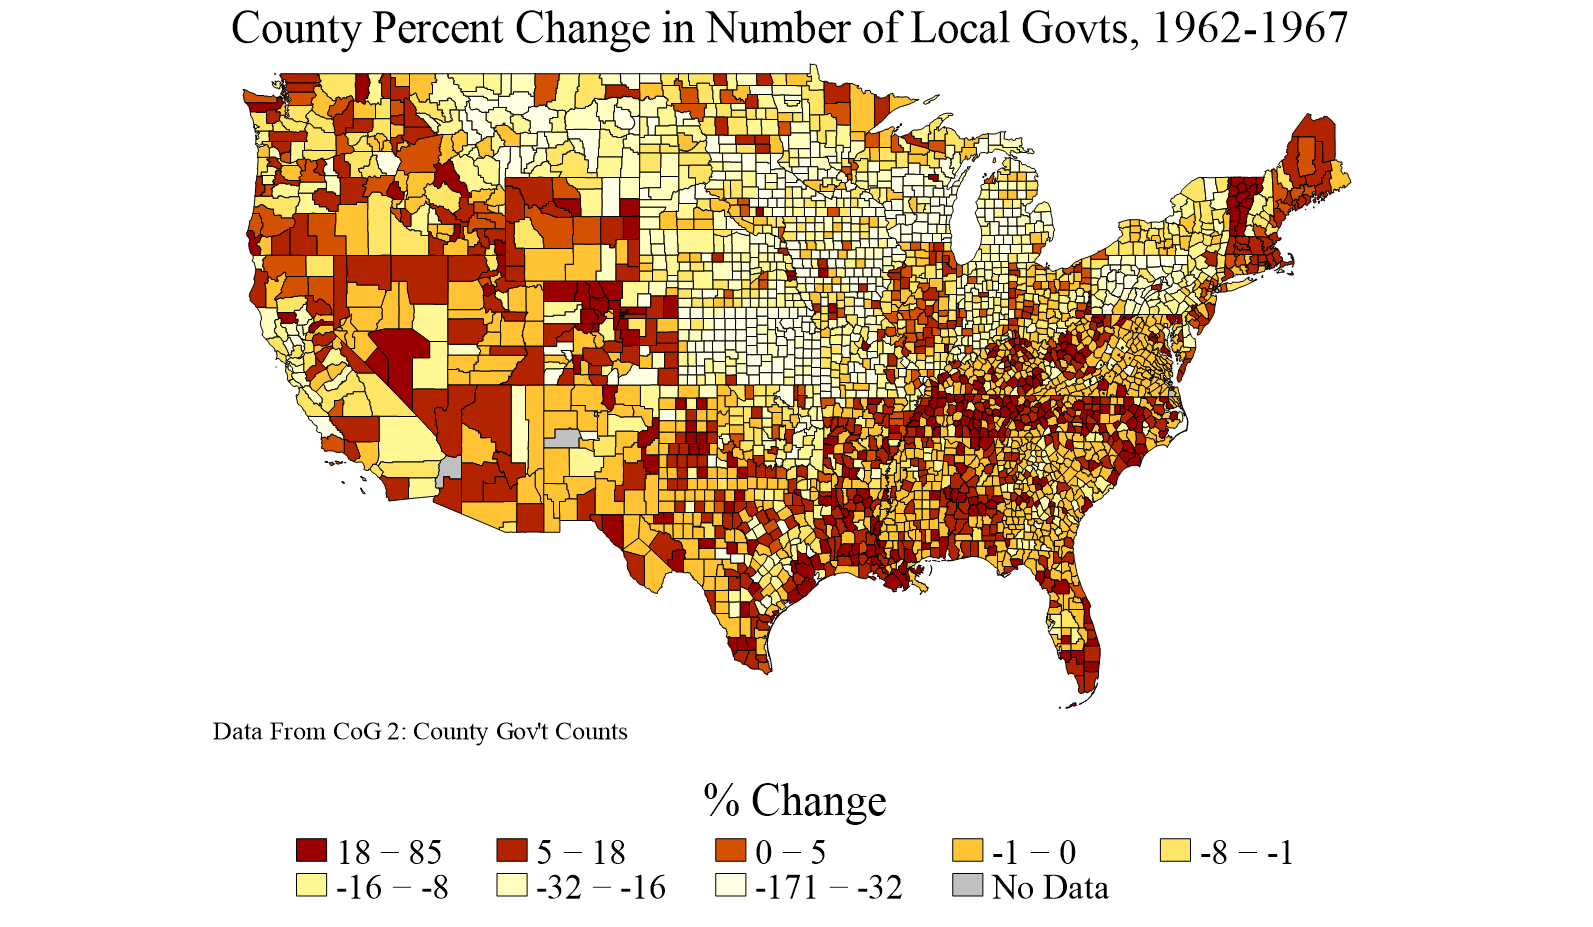 County Percent Change in Number of Local Govts, 1962-1967
Data From CoG 2: County Gov't Counts
% Change
18 − 85 5 − 18 0 − 5 -1 − 0 -8 − -1
-16 − -8 -32 − -16 -171 − -32 No Data